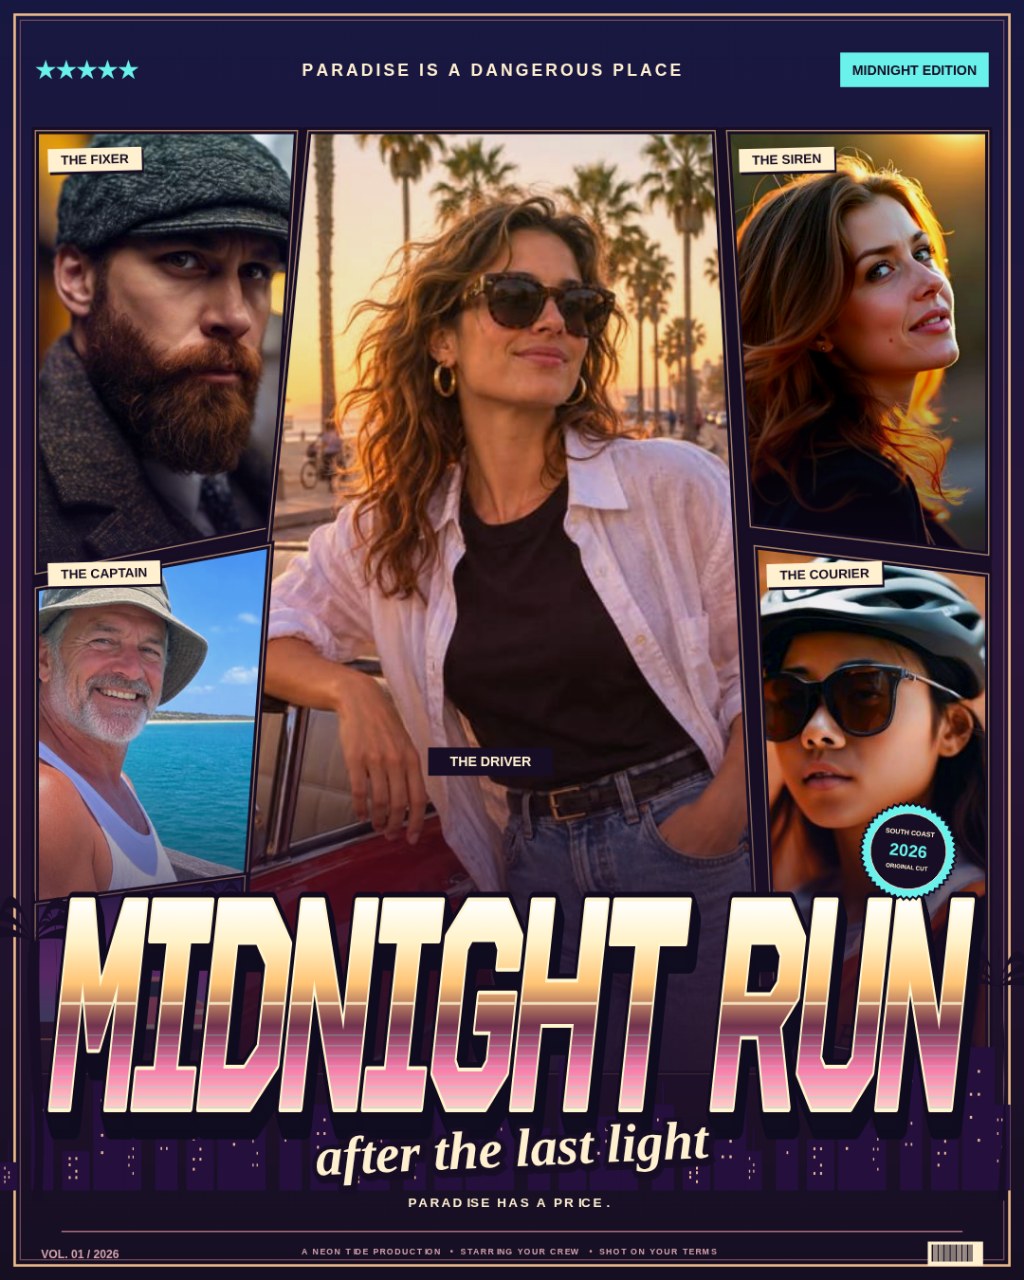 ★★★★★
PARADISE IS A DANGEROUS PLACE
MIDNIGHT EDITION
THE FIXER
THE SIREN
THE CAPTAIN
THE COURIER
THE DRIVER
SOUTH COAST
2026
ORIGINAL CUT
MIDNIGHT RUN
after the last light
PARADISE HAS A PRICE.
VOL. 01 / 2026
A NEON TIDE PRODUCTION • STARRING YOUR CREW • SHOT ON YOUR TERMS